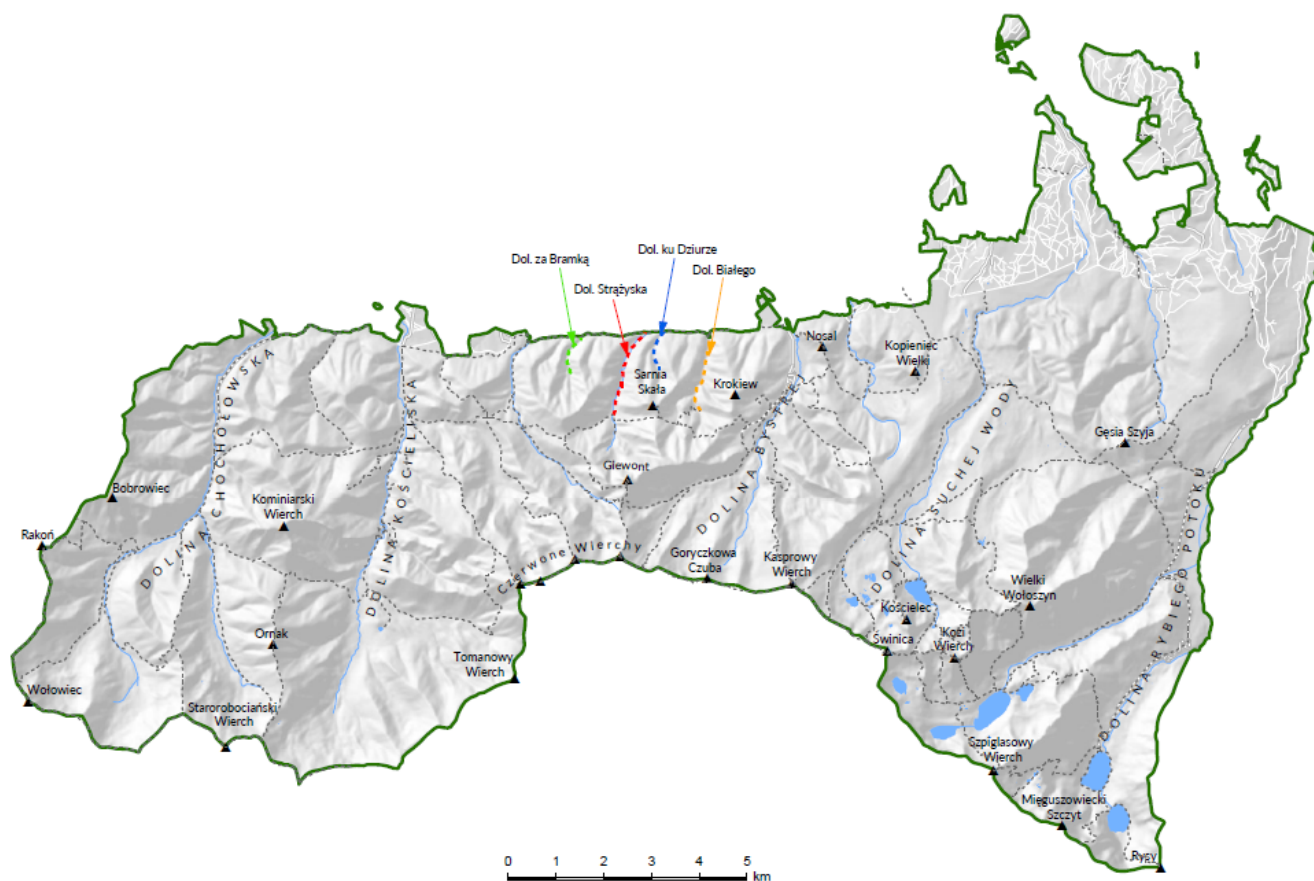 Dol. ku Dziurze
Dol. za Bramką
Dol. Białego
Dol. Strążyska
Nosal
Kopieniec
Wielki
Sarnia
Skała
Krokiew
Gęsia Szyja
DOLINA CHOCHOŁOWSKA
DOLINA KOŚCIELISKA
DOLINA BYSTREJ
DOLINA SUCHEJ WODY
DOLINA RYBIEGO POTOKU
Giewont
Bobrowiec
Kominiarski
Wierch
Rakoń
Czerwone Wierchy
Goryczkowa
Czuba
Kasprowy
Wierch
Wielki
Wołoszyn
Kościelec
Ornak
Świnica
Kozi
Wierch
Tomanowy
Wierch
Wołowiec
Starorobociański
Wierch
Szpiglasowy
Wierch
Mięguszowiecki
Szczyt
Rysy
0 1 2 3 4 5
km